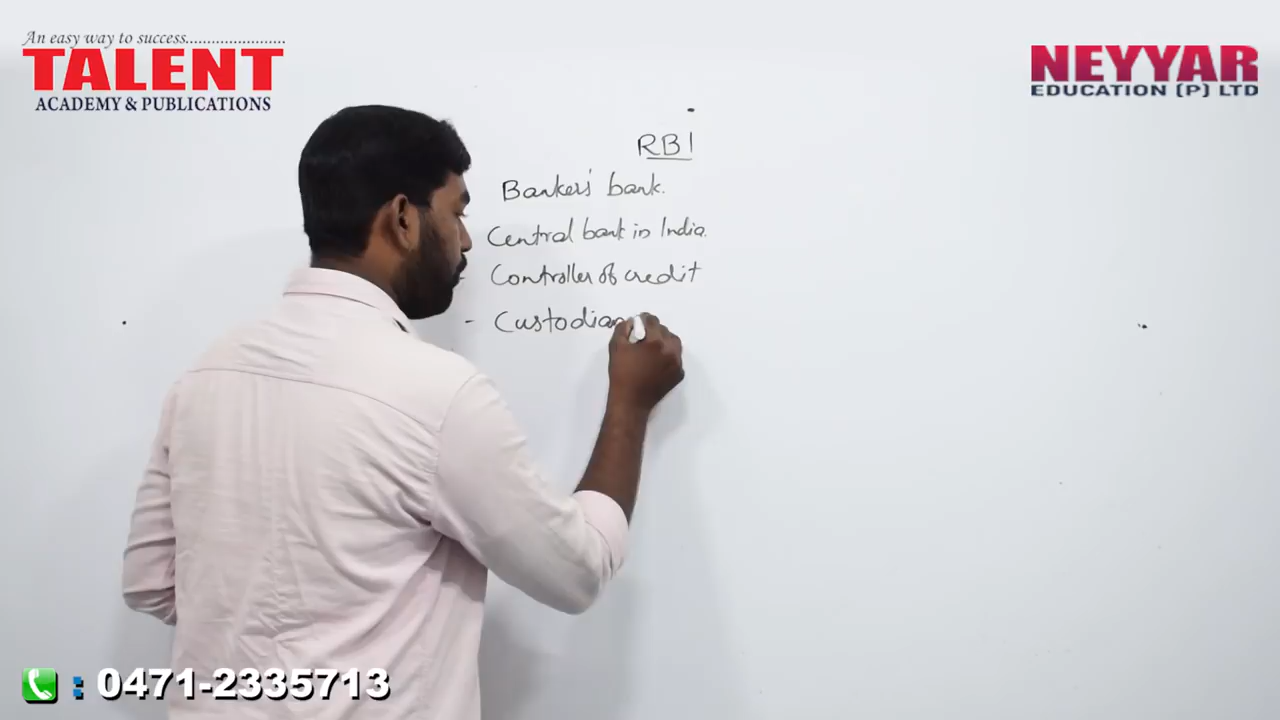 An easy way to success........................
TALENT
ACADEMY & PUBLICATIONS
NEYYAR
EDUCATION (P) LTD
RBI
Bankers' bank.
Central bank in India.
- Controller of credit
- Custodian
: 0471-2335713